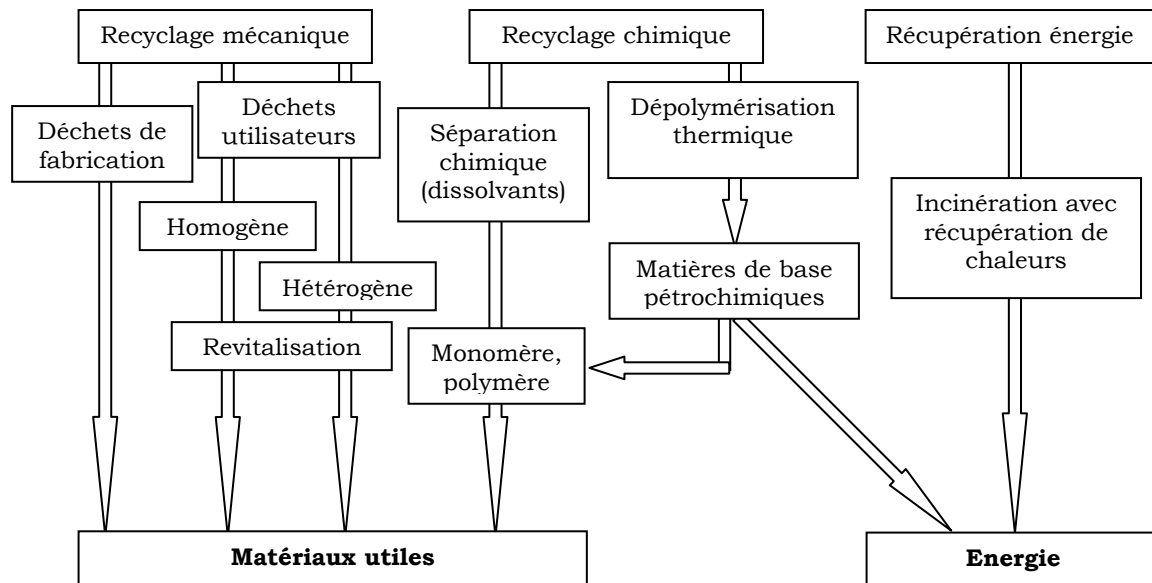 Recyclage mécanique
Recyclage chimique
Récupération énergie
Déchets de
fabrication
Déchets
utilisateurs
Séparation
chimique
(dissolvants)
Dépolymérisation
thermique
Incinération avec
récupération de
chaleurs
Homogène
Hétérogène
Matières de base
pétrochimiques
Revitalisation
Monomère,
polymère
Matériaux utiles
Energie